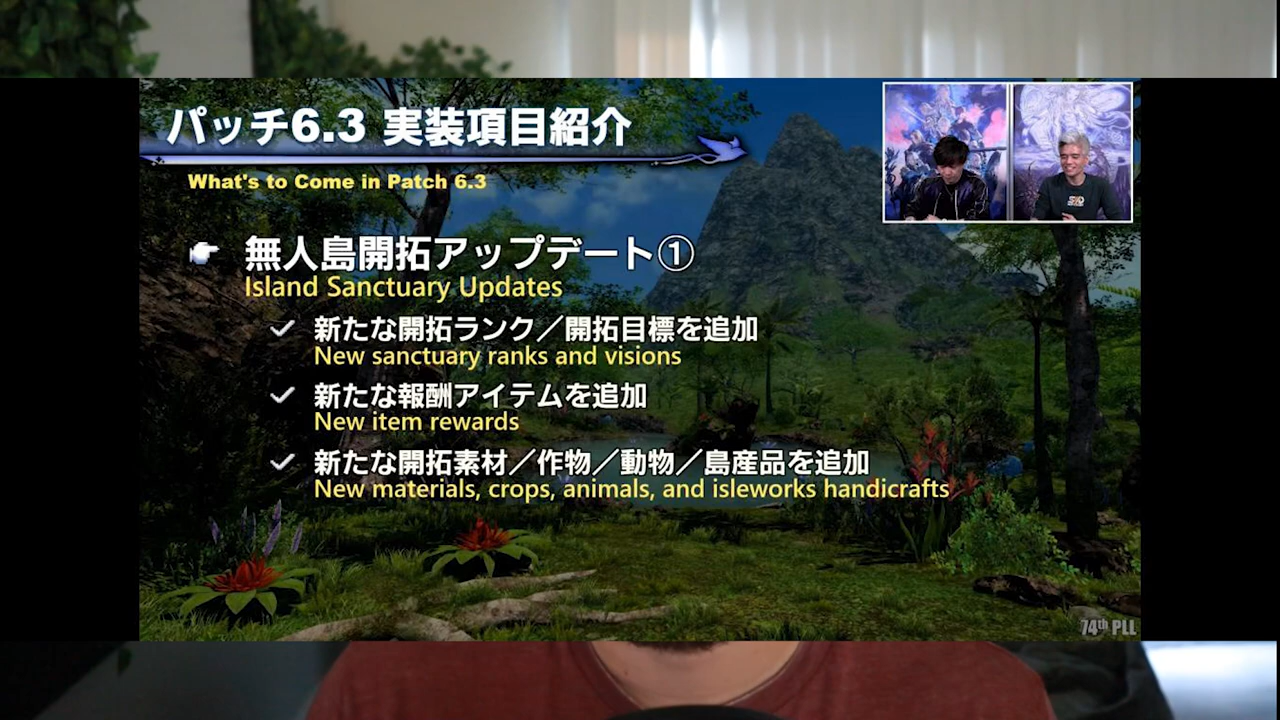 パッチ6.3 実装項目紹介
What's to Come in Patch 6.3
無人島開拓アップデート①
Island Sanctuary Updates
新たな開拓ランク／開拓目標を追加
New sanctuary ranks and visions
新たな報酬アイテムを追加
New item rewards
新たな開拓素材／作物／動物／島産品を追加
New materials, crops, animals, and isleworks handicrafts
74th PLL